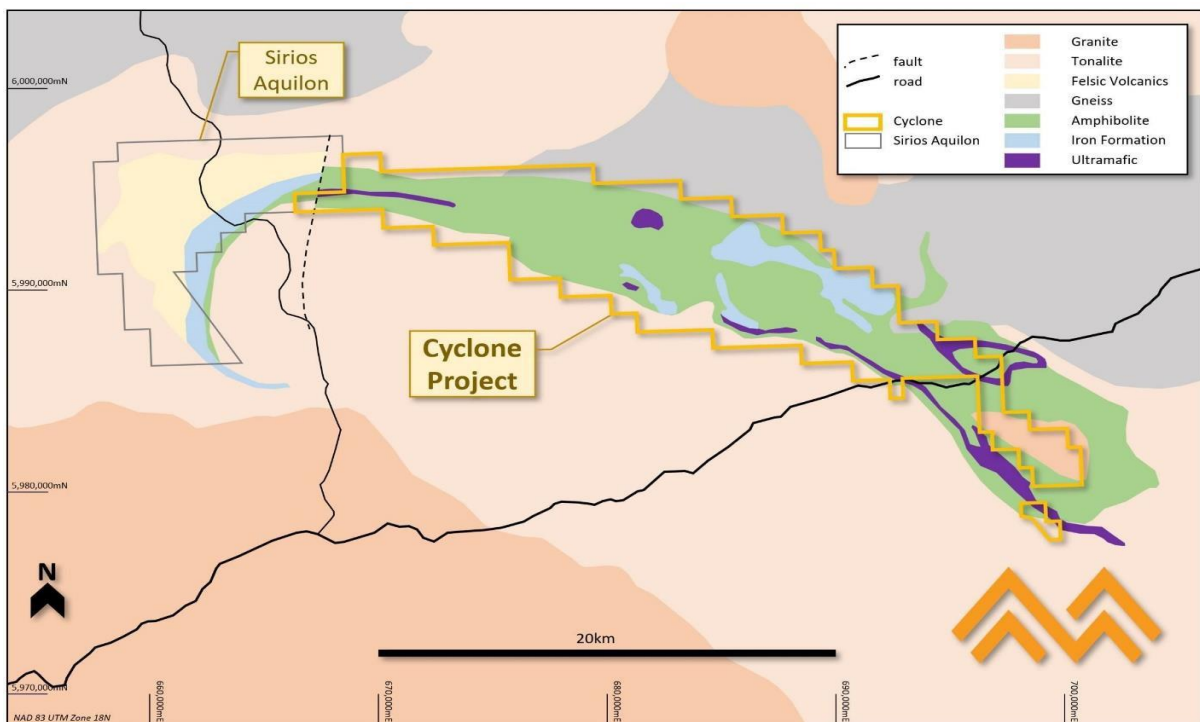 Sirios
Aquilon
fault
road
Cyclone
Sirios Aquilon
Granite
Tonalite
Felsic Volcanics
Gneiss
Amphibolite
Iron Formation
Ultramafic
6,000,000mN
5,990,000mN
Cyclone
Project
5,980,000mN
N
20km
5,970,000mN
660,000mE
670,000mE
680,000mE
690,000mE
700,000mE
NAD 83 UTM Zone 18N